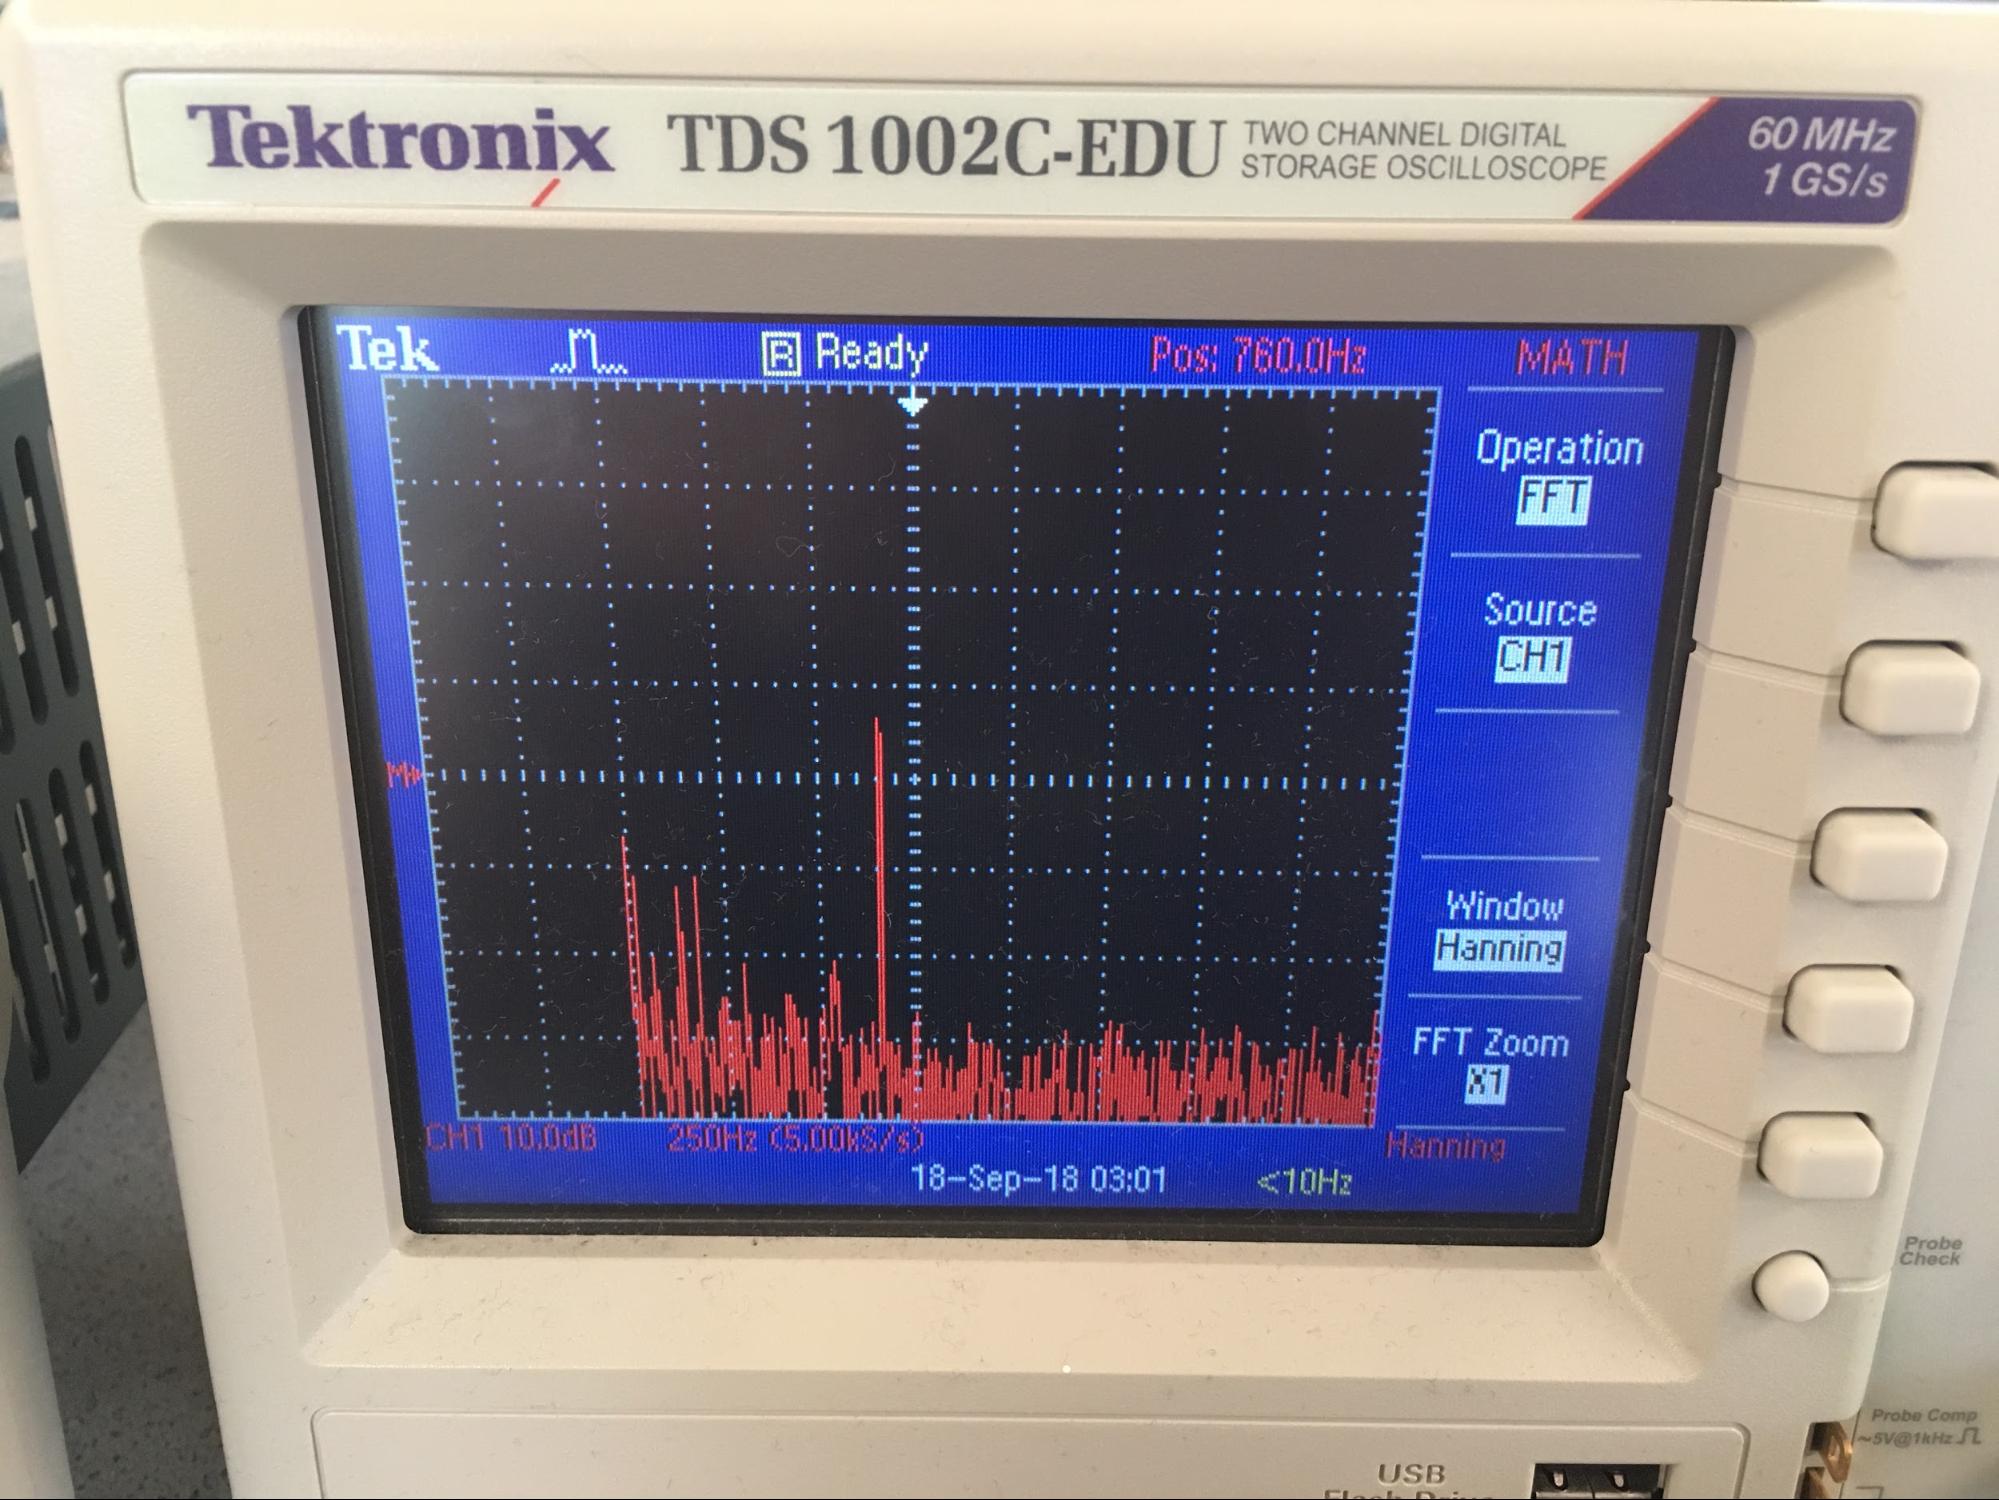 Tektronix TDS 1002C-EDU TWO CHANNEL DIGITAL STORAGE OSCILLOSCOPE
60 MHz
1 GS/s
Tek R Ready Pos: 760.0Hz MATH
Operation
FFT
Source
CH1
M
Window
Hanning
FFT Zoom
X1
CH1 10.0dB 250Hz (5.00kS/s) Hanning
18-Sep-18 03:01 <10Hz
Probe
Check
Probe Comp
~5V@1kHz
USB
Flash Drive